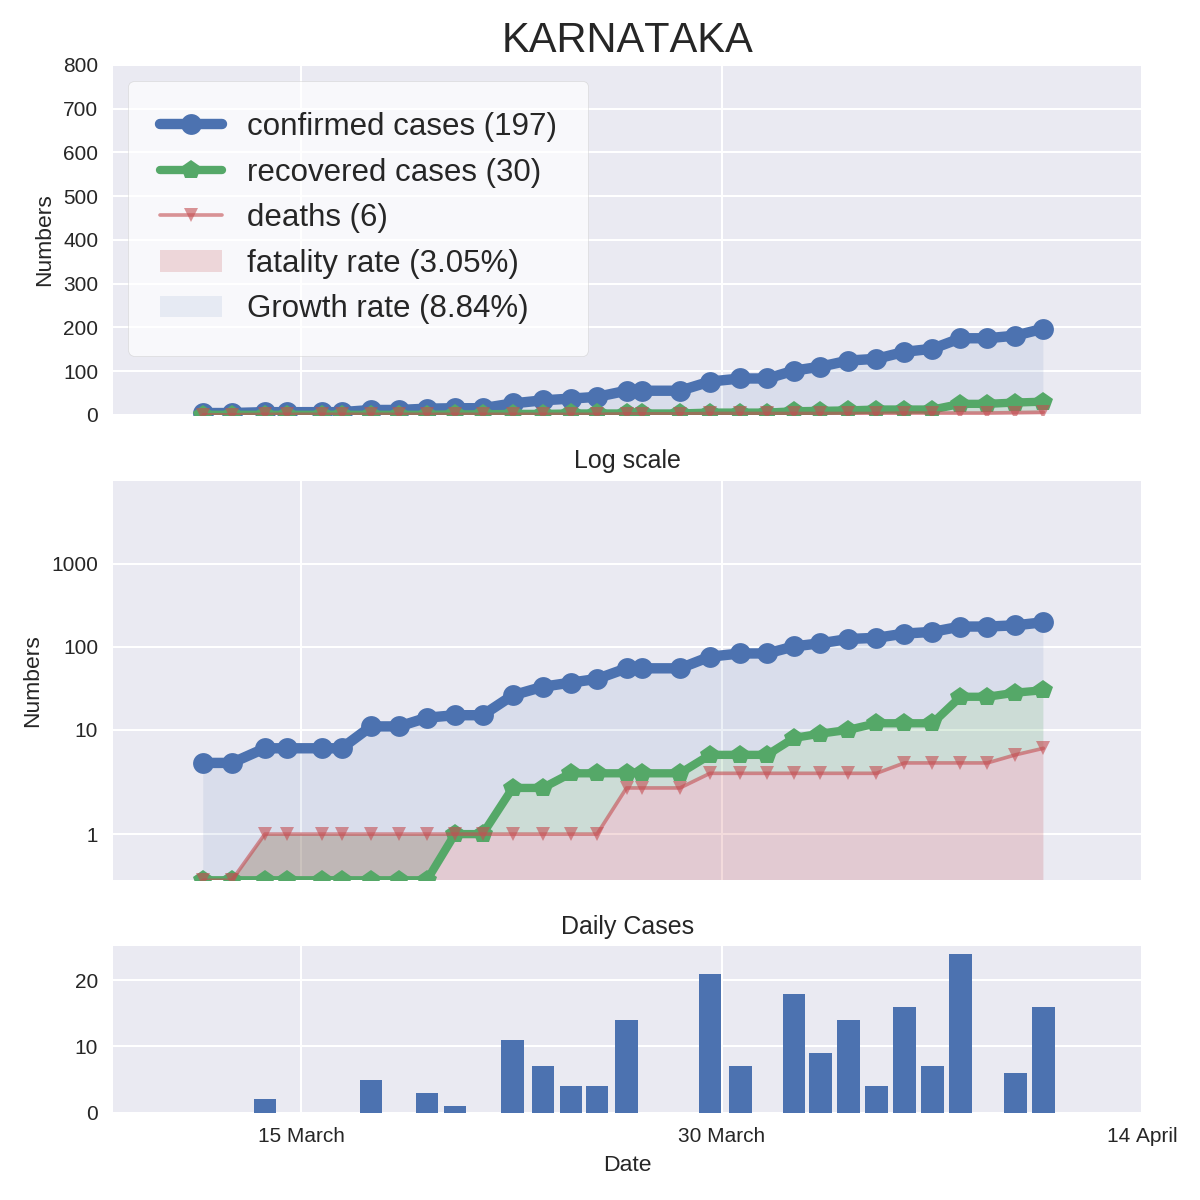 KARNATAKA
800
700
600
500
400
300
200
100
0
Numbers
confirmed cases (197)
recovered cases (30)
deaths (6)
fatality rate (3.05%)
Growth rate (8.84%)
Log scale
1000
100
10
1
Numbers
Daily Cases
20
10
0
15 March
30 March
14 April
Date